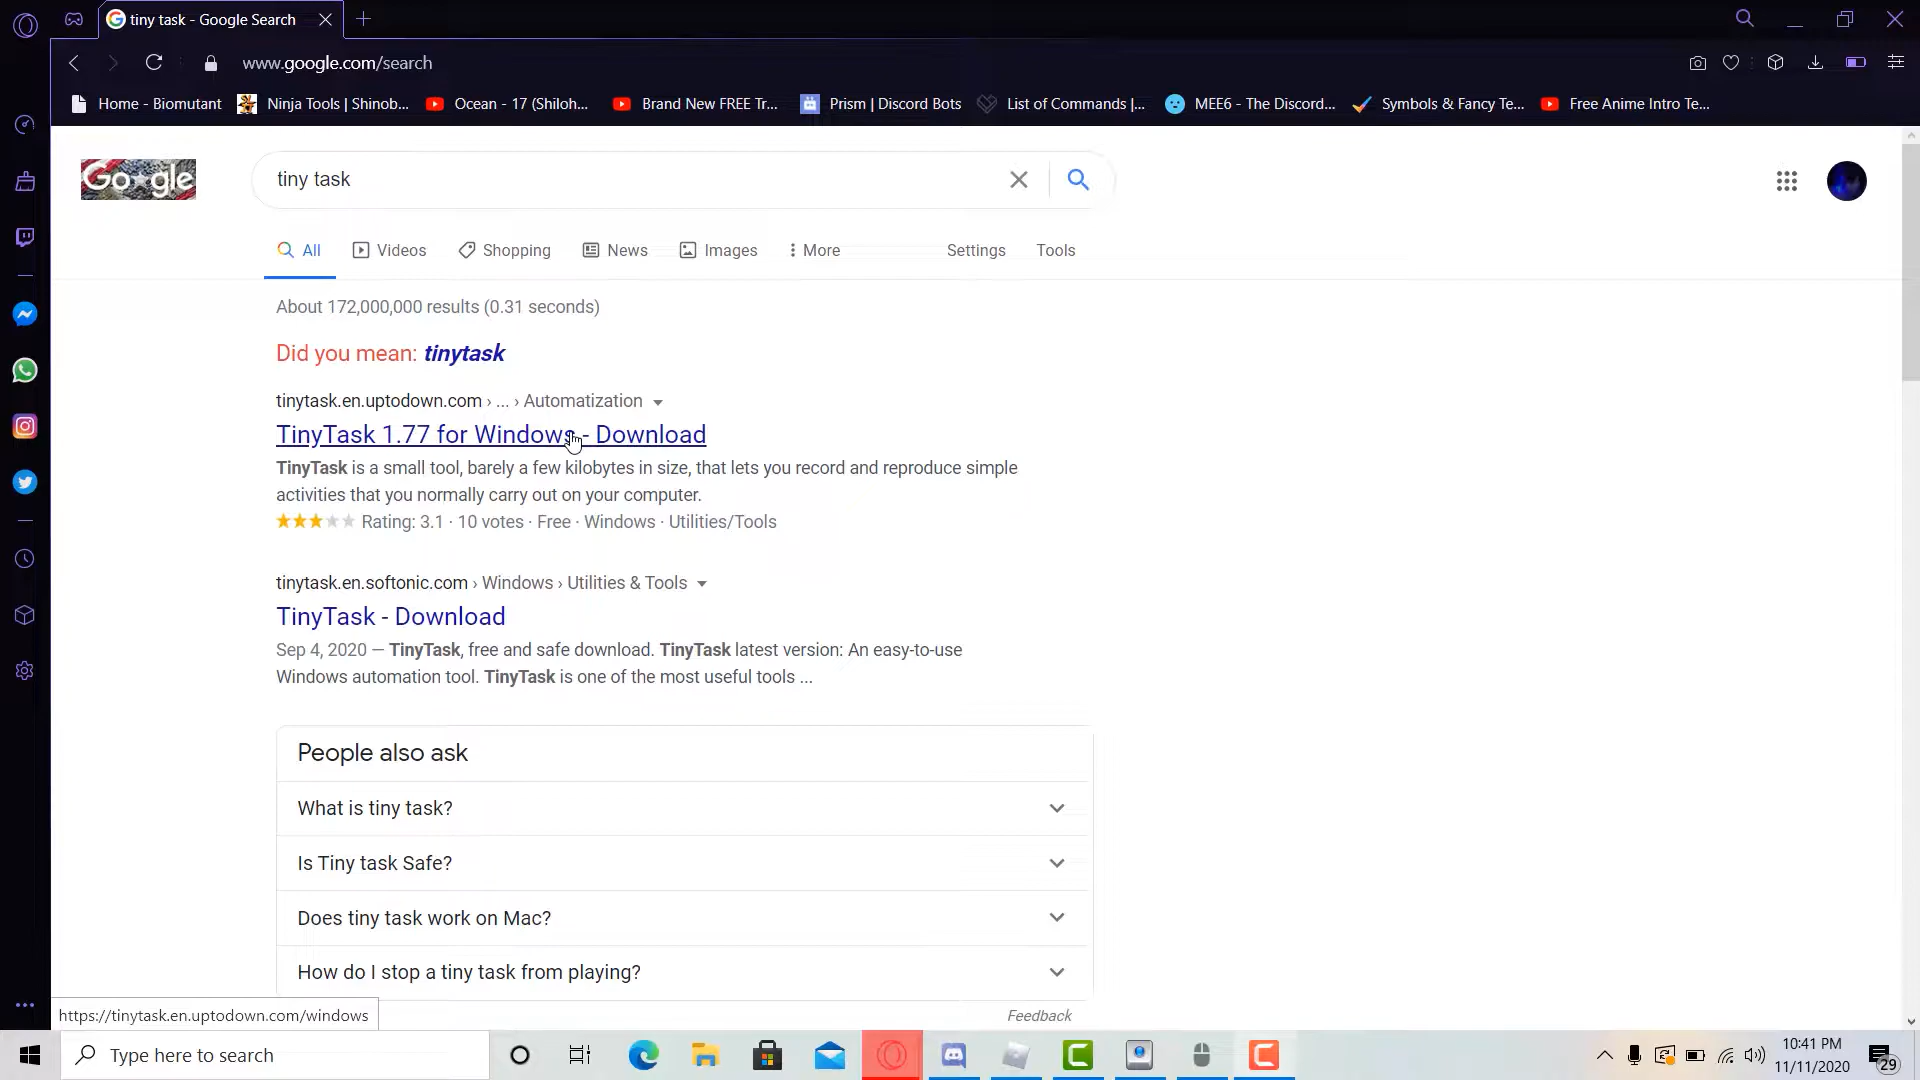 tiny task - Google Search
www.google.com/search
Home - Biomutant
Ninja Tools | Shinob...
Ocean - 17 (Shiloh...
Brand New FREE Tr...
Prism | Discord Bots
List of Commands |...
MEE6 - The Discord...
Symbols & Fancy Te...
Free Anime Intro Te...
Google
tiny task
All
Videos
Shopping
News
Images
More
Settings
Tools
About 172,000,000 results (0.31 seconds)
Did you mean: tinytask
tinytask.en.uptodown.com › ... › Automatization
TinyTask 1.77 for Windows - Download
TinyTask is a small tool, barely a few kilobytes in size, that lets you record and reproduce simple
activities that you normally carry out on your computer.
Rating: 3.1 · 10 votes · Free · Windows · Utilities/Tools
tinytask.en.softonic.com › Windows › Utilities & Tools
TinyTask - Download
Sep 4, 2020 — TinyTask, free and safe download. TinyTask latest version: An easy-to-use
Windows automation tool. TinyTask is one of the most useful tools ...
People also ask
What is tiny task?
Is Tiny task Safe?
Does tiny task work on Mac?
How do I stop a tiny task from playing?
Feedback
https://tinytask.en.uptodown.com/windows
Type here to search
10:41 PM
11/11/2020
29